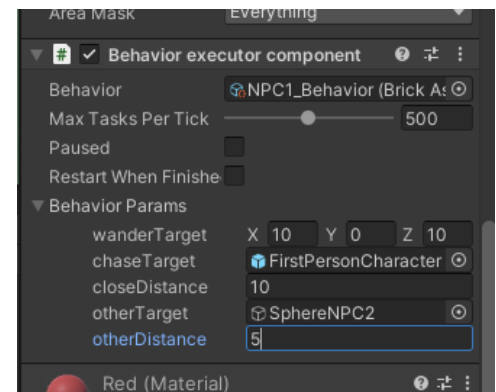 Area Mask Everything
# Behavior executor component
Behavior NPC1_Behavior (Brick As
Max Tasks Per Tick 500
Paused
Restart When Finishe
Behavior Params
wanderTarget X 10 Y 0 Z 10
chaseTarget FirstPersonCharacter
closeDistance 10
otherTarget SphereNPC2
otherDistance 5
Red (Material)